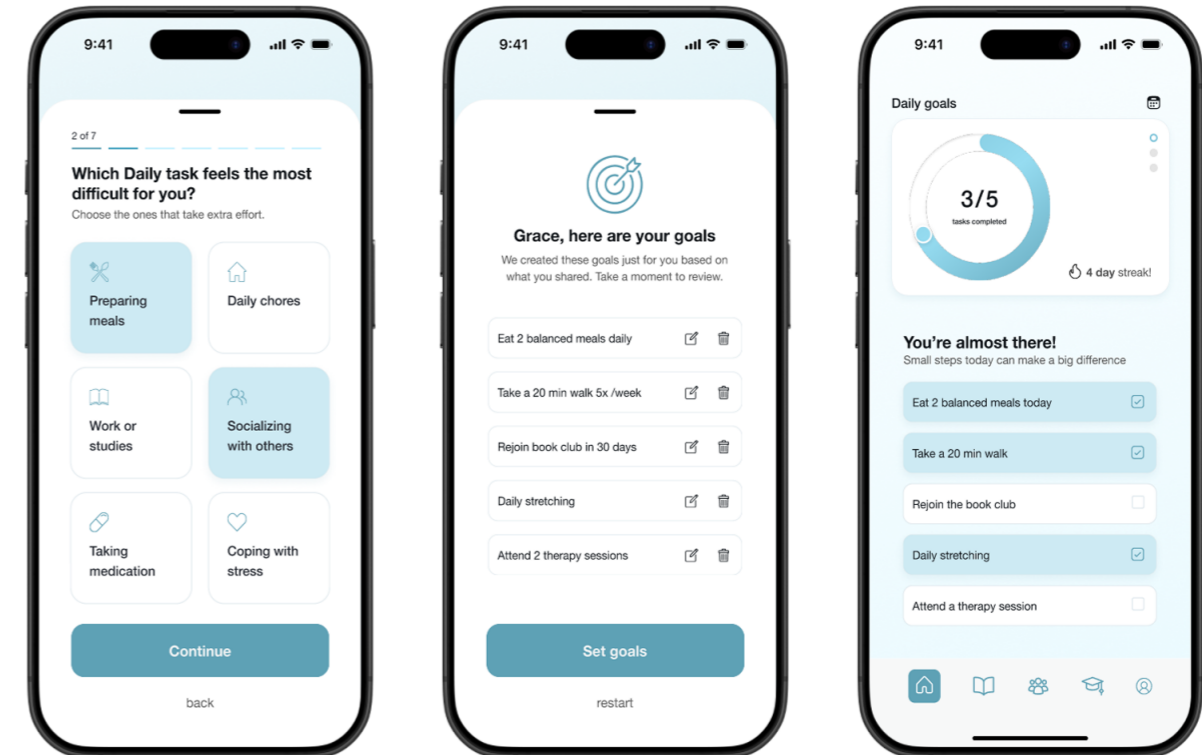 9:41
2 of 7
Which Daily task feels the most
difficult for you?
Choose the ones that take extra effort.
Preparing
meals
Daily chores
Work or
studies
Socializing
with others
Taking
medication
Coping with
stress
Continue
back
9:41
Grace, here are your goals
We created these goals just for you based on
what you shared. Take a moment to review.
Eat 2 balanced meals daily
Take a 20 min walk 5x /week
Rejoin book club in 30 days
Daily stretching
Attend 2 therapy sessions
Set goals
restart
9:41
Daily goals
3/5
tasks completed
4 day streak!
You're almost there!
Small steps today can make a big difference
Eat 2 balanced meals today
Take a 20 min walk
Rejoin the book club
Daily stretching
Attend a therapy session